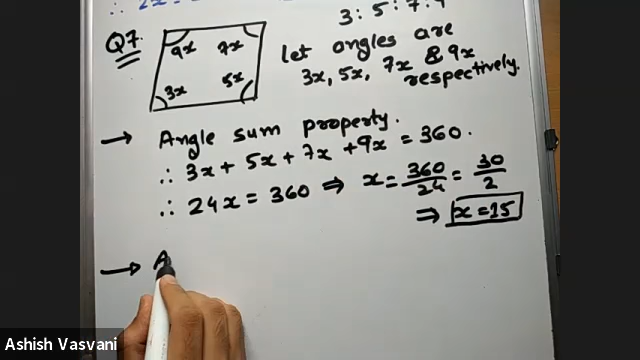 ∴ 2x =
3 : 5 : 7 : 9
Q7.
9x 7x
3x 5x
let angles are
3x, 5x, 7x & 9x
respectively.
→ Angle sum property.
∴ 3x + 5x + 7x + 9x = 360.
∴ 24x = 360 ⇒ x = 360/24 = 30/2
⇒ x = 15
→ A
Ashish Vasvani